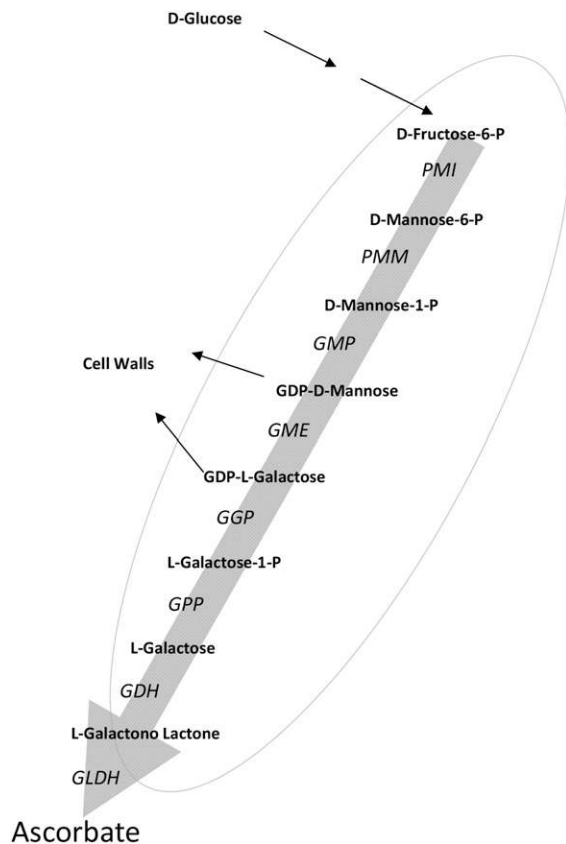 D-Glucose
D-Fructose-6-P
PMI
D-Mannose-6-P
PMM
D-Mannose-1-P
GMP
Cell Walls
GDP-D-Mannose
GME
GDP-L-Galactose
GGP
L-Galactose-1-P
GPP
L-Galactose
GDH
L-Galactono Lactone
GLDH
Ascorbate